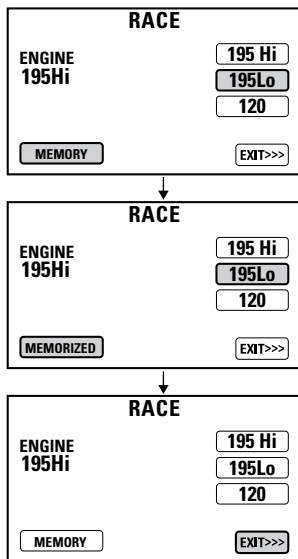 RACE
ENGINE
195Hi
195 Hi
195Lo
120
MEMORY
EXIT>>>
RACE
ENGINE
195Hi
195 Hi
195Lo
120
MEMORIZED
EXIT>>>
RACE
ENGINE
195Hi
195 Hi
195Lo
120
MEMORY
EXIT>>>